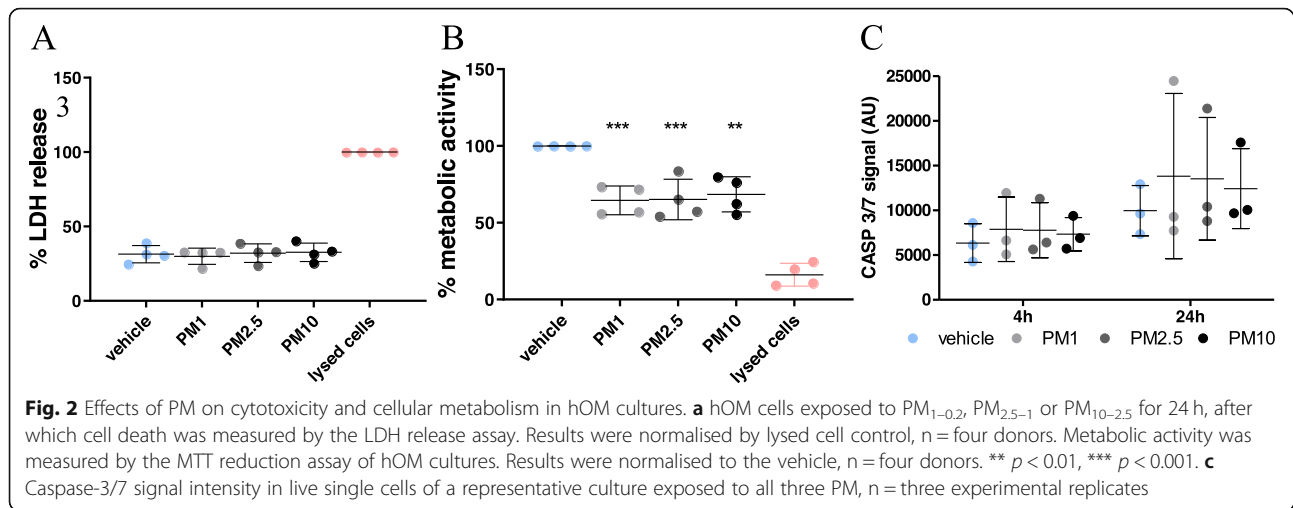 A
B
C
% LDH release
3
150
100
50
0
vehicle
PM1
PM2.5
PM10
lysed cells
% metabolic activity
150
100
50
0
***
***
**
vehicle
PM1
PM2.5
PM10
lysed cells
CASP 3/7 signal (AU)
25000
20000
15000
10000
5000
0
4h
24h
vehicle
PM1
PM2.5
PM10
Fig. 2 Effects of PM on cytotoxicity and cellular metabolism in hOM cultures. a hOM cells exposed to PM1–0.2, PM2.5–1 or PM10–2.5 for 24 h, after
which cell death was measured by the LDH release assay. Results were normalised by lysed cell control, n = four donors. Metabolic activity was
measured by the MTT reduction assay of hOM cultures. Results were normalised to the vehicle, n = four donors. ** p < 0.01, *** p < 0.001. c
Caspase-3/7 signal intensity in live single cells of a representative culture exposed to all three PM, n = three experimental replicates